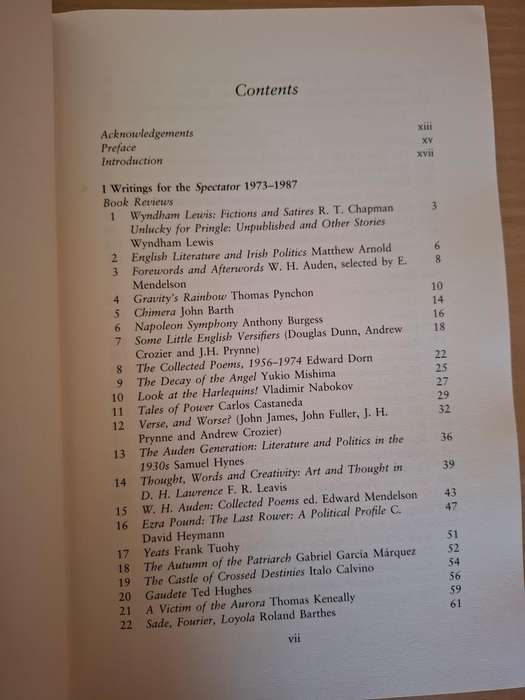 Contents
Acknowledgements xiii
Preface xv
Introduction xvii
1 Writings for the Spectator 1973–1987
Book Reviews
1 Wyndham Lewis: Fictions and Satires R. T. Chapman 3
Unlucky for Pringle: Unpublished and Other Stories
Wyndham Lewis
2 English Literature and Irish Politics Matthew Arnold 6
3 Forewords and Afterwords W. H. Auden, selected by E. 8
Mendelson
4 Gravity's Rainbow Thomas Pynchon 10
5 Chimera John Barth 14
6 Napoleon Symphony Anthony Burgess 16
7 Some Little English Versifiers (Douglas Dunn, Andrew 18
Crozier and J.H. Prynne)
8 The Collected Poems, 1956–1974 Edward Dorn 22
9 The Decay of the Angel Yukio Mishima 25
10 Look at the Harlequins! Vladimir Nabokov 27
11 Tales of Power Carlos Castaneda 29
12 Verse, and Worse? (John James, John Fuller, J. H. 32
Prynne and Andrew Crozier)
13 The Auden Generation: Literature and Politics in the 36
1930s Samuel Hynes
14 Thought, Words and Creativity: Art and Thought in 39
D. H. Lawrence F. R. Leavis
15 W. H. Auden: Collected Poems ed. Edward Mendelson 43
16 Ezra Pound: The Last Rower: A Political Profile C. 47
David Heymann
17 Yeats Frank Tuohy 51
18 The Autumn of the Patriarch Gabriel García Márquez 52
19 The Castle of Crossed Destinies Italo Calvino 54
20 Gaudete Ted Hughes 56
21 A Victim of the Aurora Thomas Keneally 59
22 Sade, Fourier, Loyola Roland Barthes 61
vii